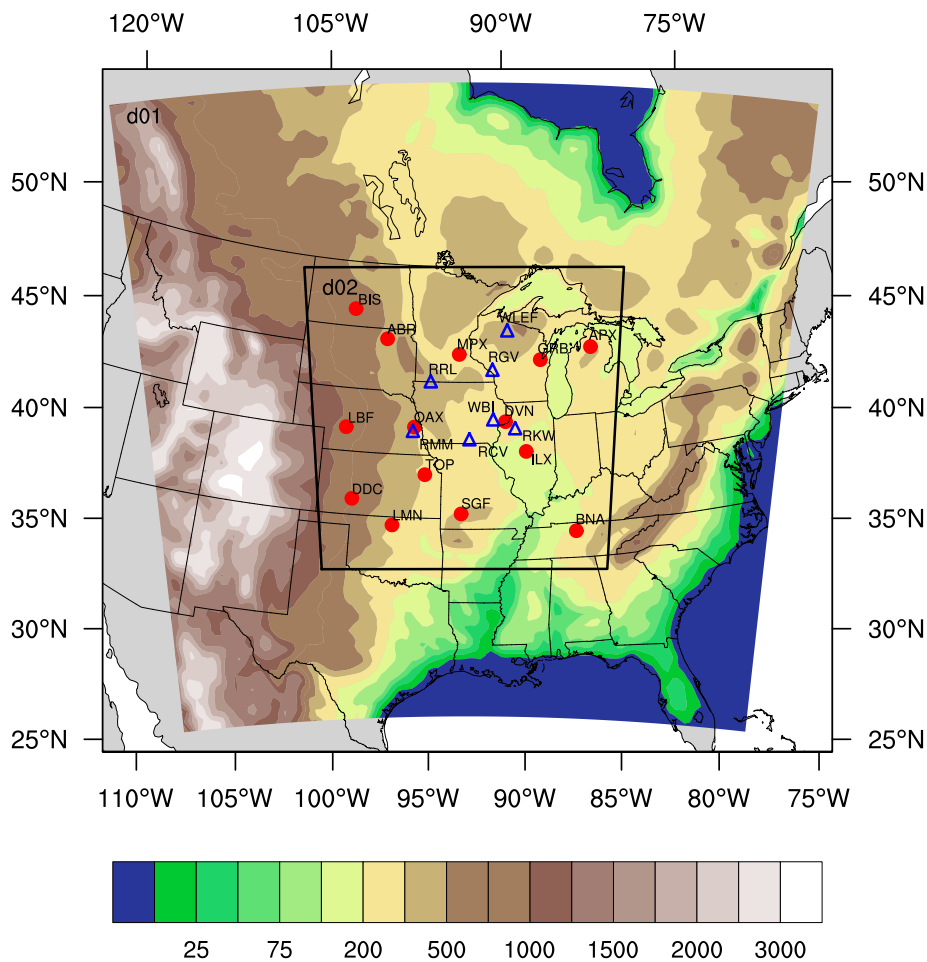 120°W 105°W 90°W 75°W
d01
50°N 50°N
45°N 45°N
d02
BIS
WLEF
ABR
MPX
GRB
APX
RGV
RRL
40°N 40°N
LBF
OAX
WBI
DVN
RMM
RCV
RKW
ILX
TOP
DDC
SGF
35°N 35°N
LMN
BNA
30°N 30°N
25°N 25°N
110°W 105°W 100°W 95°W 90°W 85°W 80°W 75°W
25 75 200 500 1000 1500 2000 3000